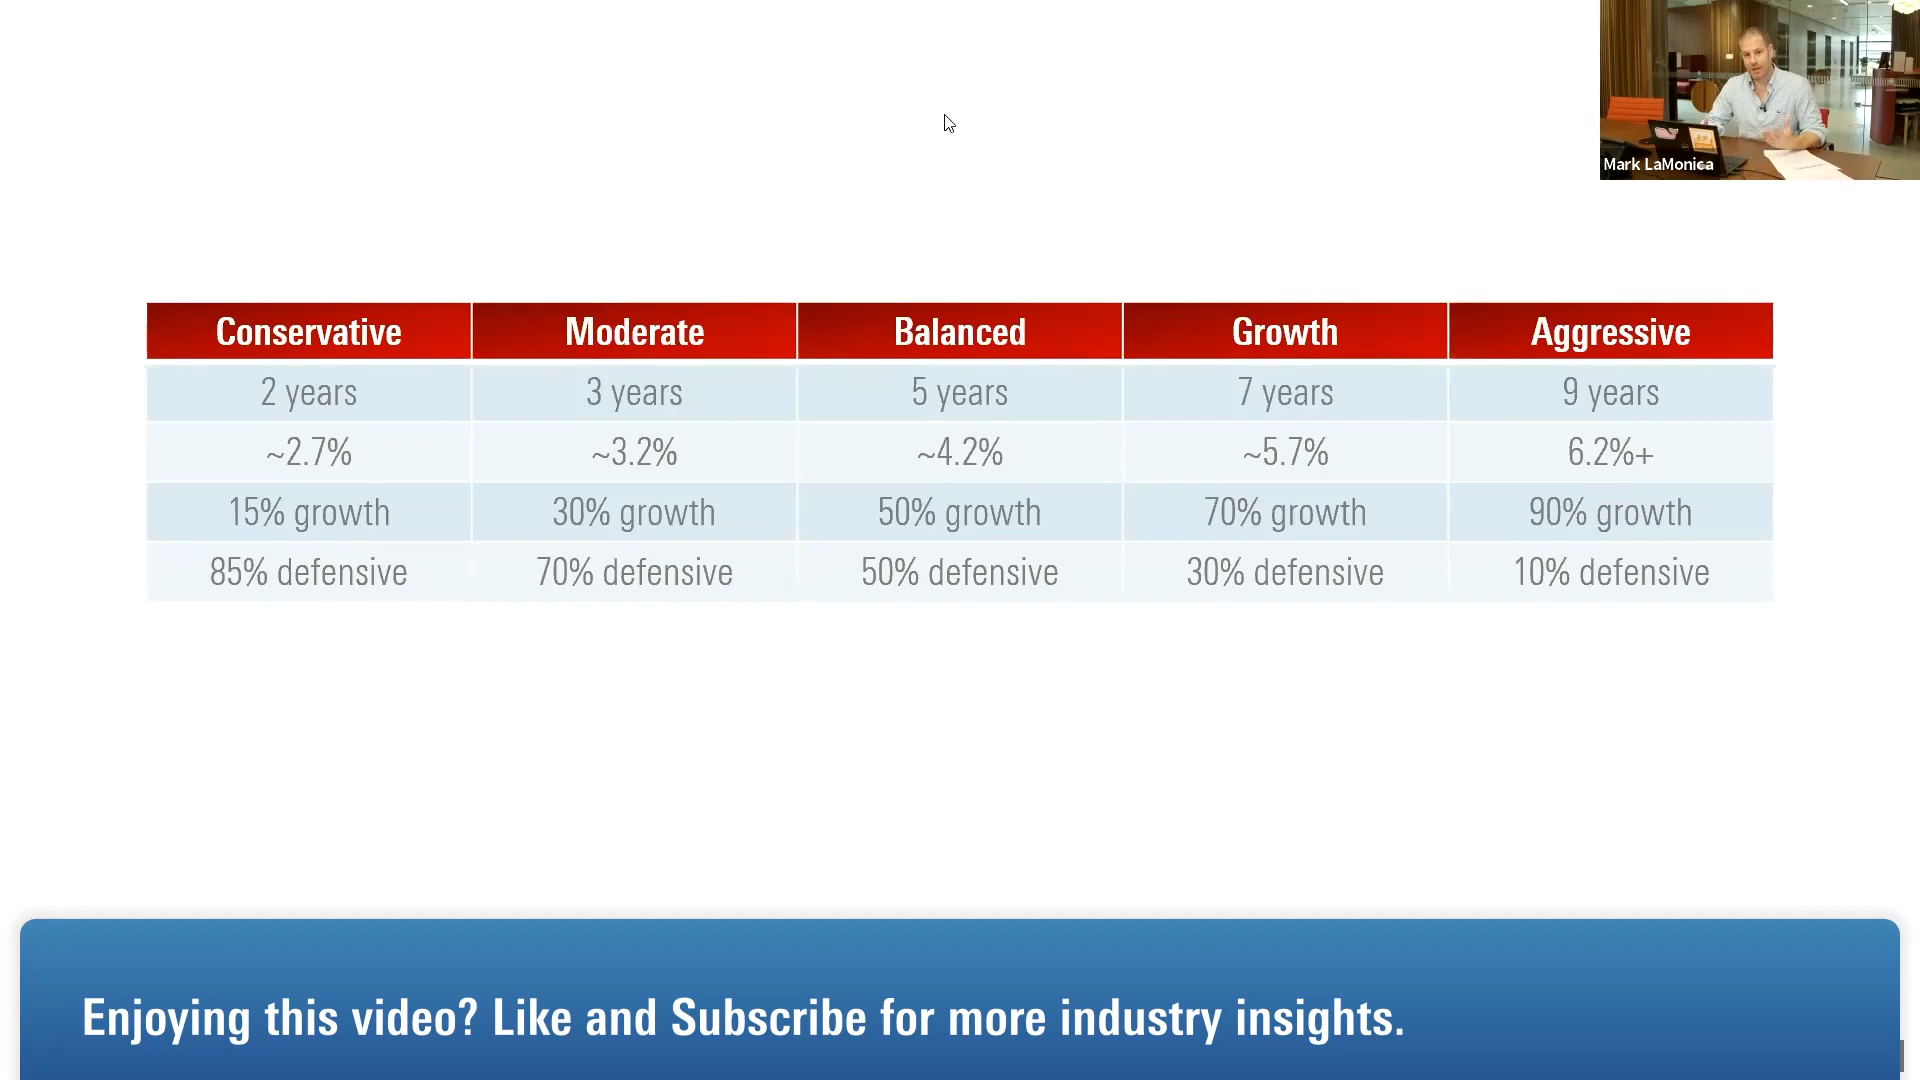 Mark LaMonica
Conservative Moderate Balanced Growth Aggressive
2 years 3 years 5 years 7 years 9 years
~2.7% ~3.2% ~4.2% ~5.7% 6.2%+
15% growth 30% growth 50% growth 70% growth 90% growth
85% defensive 70% defensive 50% defensive 30% defensive 10% defensive
Enjoying this video? Like and Subscribe for more industry insights.